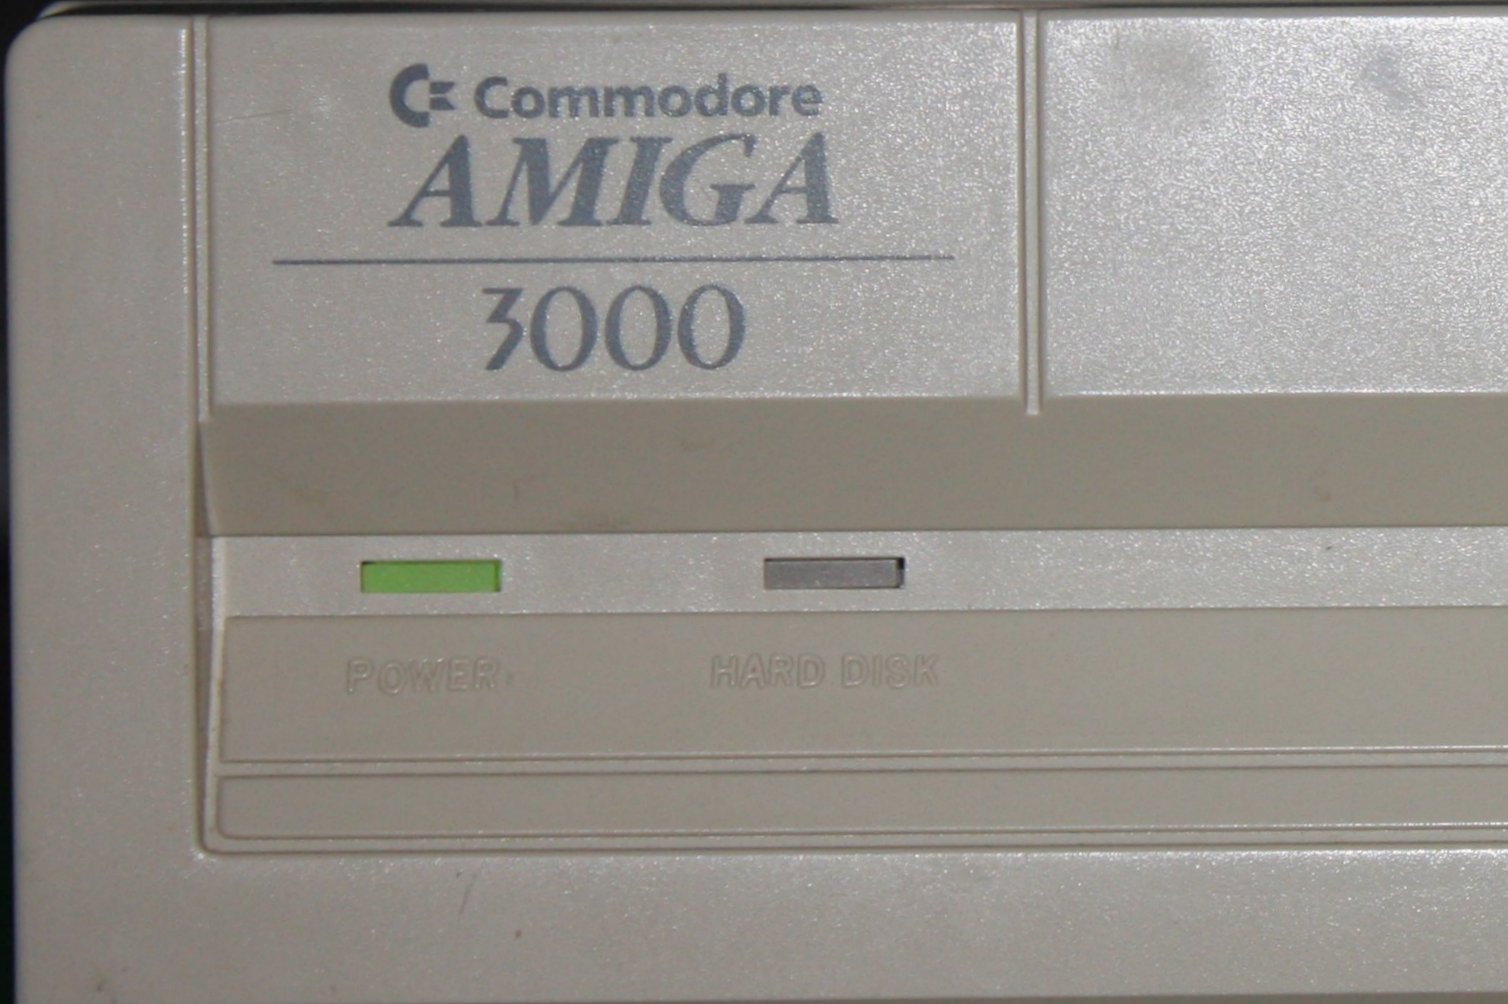 Commodore
AMIGA
3000
POWER HARD DISK